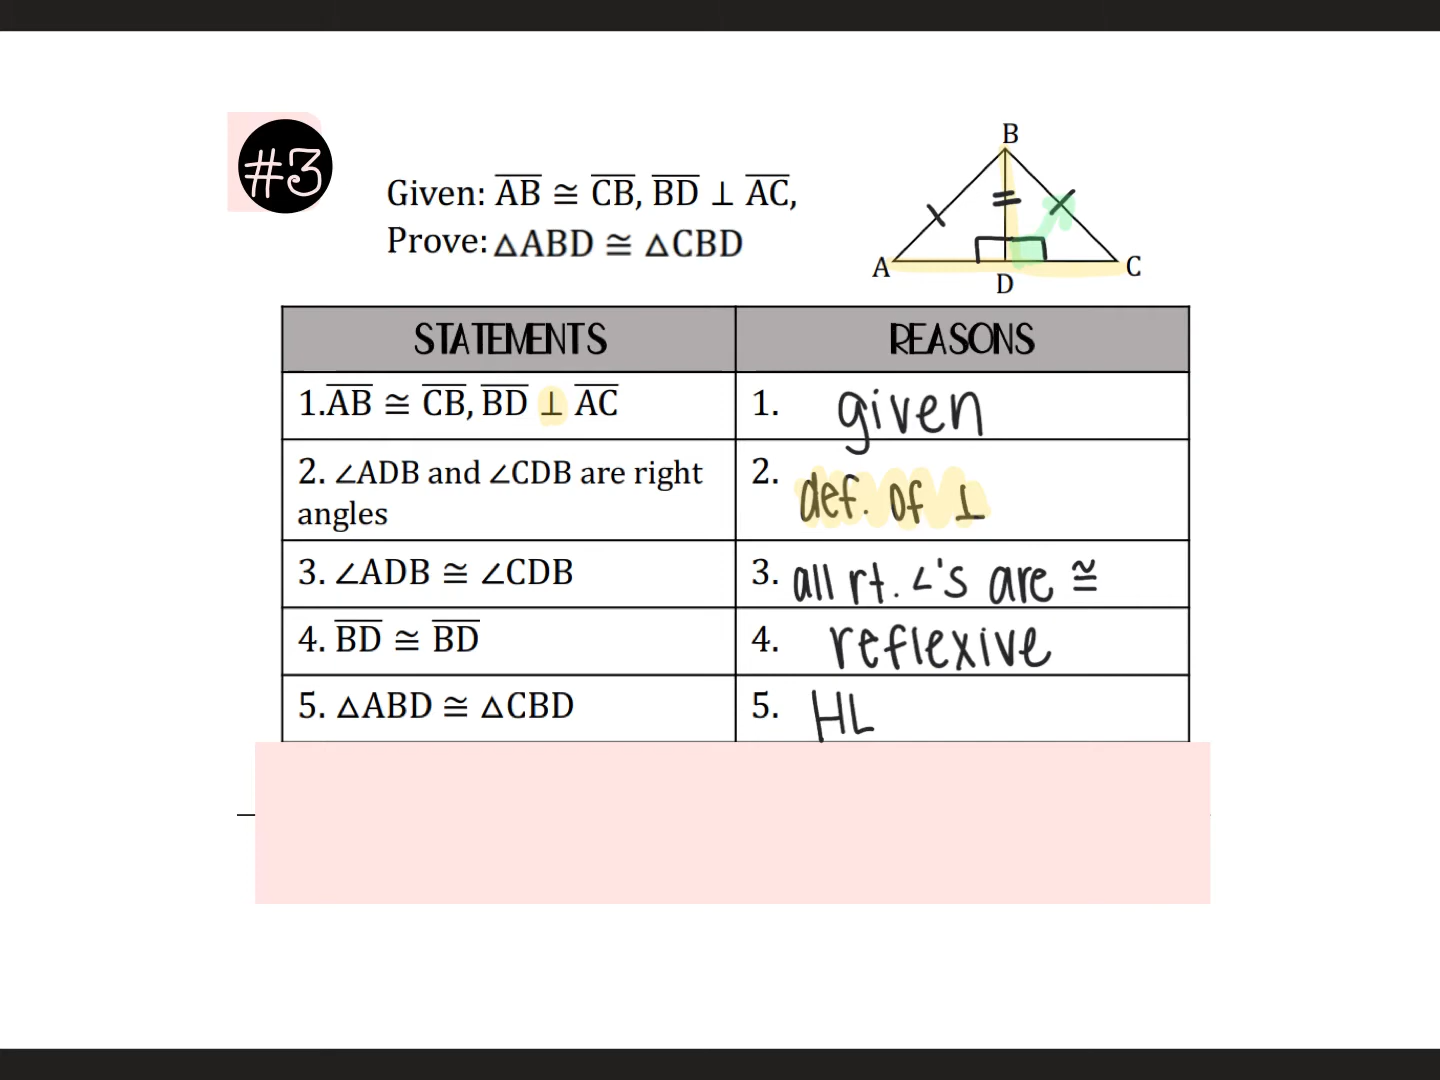 #3
Given: AB ≅ CB, BD ⊥ AC,
Prove: △ABD ≅ △CBD
B
A
C
D
STATEMENTS
REASONS
1.AB ≅ CB, BD ⊥ AC
1. given
2. ∠ADB and ∠CDB are right
angles
2. def. of ⊥
3. ∠ADB ≅ ∠CDB
3. all rt. ∠'s are ≅
4. BD ≅ BD
4. reflexive
5. △ABD ≅ △CBD
5. HL